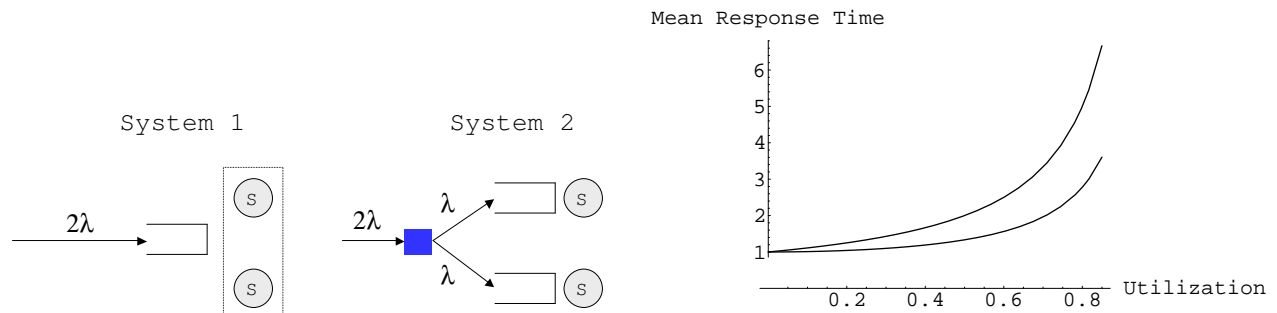 Mean Response Time
System 1
System 2
2λ
S
S
2λ
λ
λ
S
S
6
5
4
3
2
1
0.2 0.4 0.6 0.8
Utilization